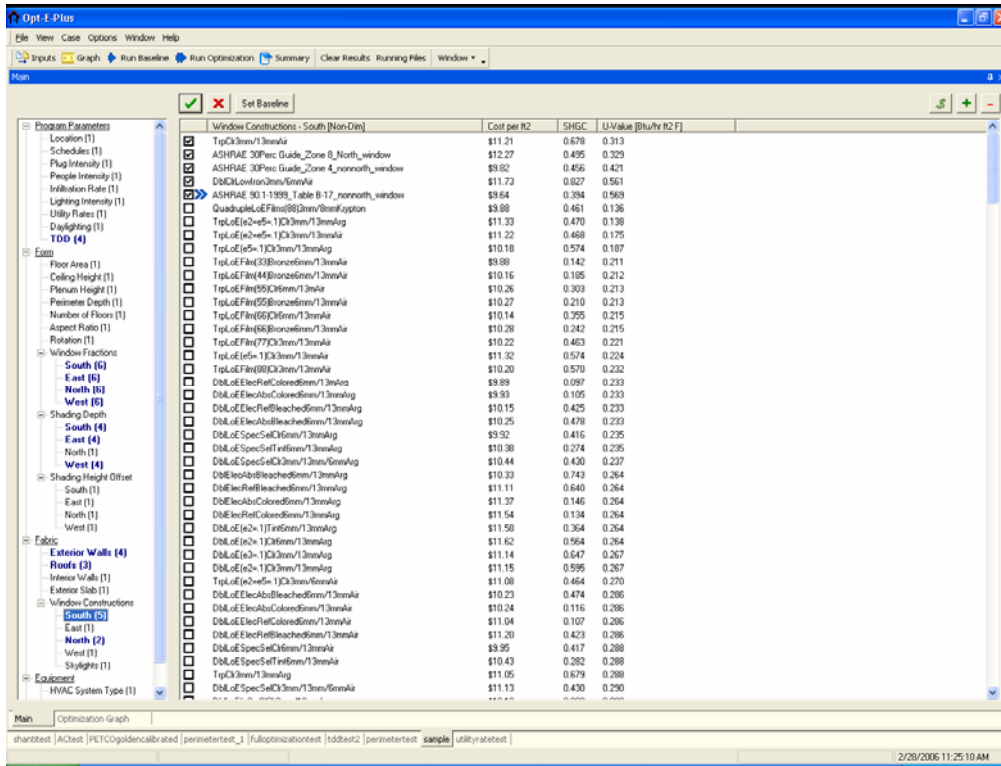 Opt-E-Plus
File View Case Options Window Help
Inputs Graph Run Baseline Run Optimization Summary Clear Results Running Files Window
Main
Set Baseline
Program Parameters
Location (1)
Schedules (1)
Plug Intensity (1)
People Intensity (1)
Infiltration Rate (1)
Lighting Intensity (1)
Utility Rates (1)
Daylighting (1)
TDD (4)
Form
Floor Area (1)
Ceiling Height (1)
Plenum Height (1)
Perimeter Depth (1)
Number of Floors (1)
Aspect Ratio (1)
Rotation (1)
Window Fractions
South (6)
East (6)
North (6)
West (6)
Shading Depth
South (4)
East (4)
North (1)
West (4)
Shading Height Offset
South (1)
East (1)
North (1)
West (1)
Fabric
Exterior Walls (4)
Roofs (3)
Interior Walls (1)
Exterior Slab (1)
Window Constructions
South (5)
East (1)
North (2)
West (1)
Skylights (1)
Equipment
HVAC System Type (1)
Window Constructions - South [Non-Dim] Cost per ft2 SHGC U-Value [Btu/hr ft2 F]
TrpClr3mm/13mmAir $11.21 0.678 0.313
ASHRAE 30Perc Guide_Zone 8_North_window $12.27 0.495 0.329
ASHRAE 30Perc Guide_Zone 4_nonnorth_window $9.82 0.456 0.421
DblClrLowIron3mm/6mmAir $11.73 0.827 0.561
ASHRAE 90.1-1999_Table B-17_nonnorth_window $9.64 0.394 0.569
QuadrupleLoEFilms(88)3mm/8mmKrypton $9.88 0.461 0.136
TrpLoE(e2=e5=.1)Clr3mm/13mmArg $11.33 0.470 0.138
TrpLoE(e2=e5=.1)Clr3mm/13mmAir $11.22 0.468 0.175
TrpLoE(e5=.1)Clr3mm/13mmArg $10.18 0.574 0.187
TrpLoEFilm(33)Bronze6mm/13mmAir $9.88 0.142 0.211
TrpLoEFilm(44)Bronze6mm/13mmAir $10.16 0.185 0.212
TrpLoEFilm(55)Clr6mm/13mAir $10.26 0.303 0.213
TrpLoEFilm(55)Bronze6mm/13mmAir $10.27 0.210 0.213
TrpLoEFilm(66)Clr6mm/13mmAir $10.14 0.355 0.215
TrpLoEFilm(66)Bronze6mm/13mmAir $10.28 0.242 0.215
TrpLoEFilm(77)Clr3mm/13mmAir $10.22 0.463 0.221
TrpLoE(e5=.1)Clr3mm/13mmAir $11.32 0.574 0.224
TrpLoEFilm(88)Clr3mm/13mmAir $10.20 0.570 0.232
DblLoEElecRefColored6mm/13mArg $9.89 0.097 0.233
DblLoEElecAbsColored6mm/13mmArg $9.93 0.105 0.233
DblLoEElecRefBleached6mm/13mmArg $10.15 0.425 0.233
DblLoEElecAbsBleached6mm/13mmArg $10.25 0.478 0.233
DblLoESpecSelClr6mm/13mmArg $9.92 0.416 0.235
DblLoESpecSelTint6mm/13mmArg $10.38 0.274 0.235
DblLoESpecSelClr3mm/13mm/6mmArg $10.44 0.430 0.237
DblElecAbsBleached6mm/13mmArg $10.33 0.743 0.264
DblElecRefBleached6mm/13mmArg $11.11 0.640 0.264
DblElecAbsColored6mm/13mmArg $11.37 0.146 0.264
DblElecRefColored6mm/13mmArg $11.54 0.134 0.264
DblLoE(e2=.1)Tint6mm/13mmArg $11.58 0.364 0.264
DblLoE(e2=.1)Clr6mm/13mmArg $11.62 0.564 0.264
DblLoE(e3=.1)Clr3mm/13mmArg $11.14 0.647 0.267
DblLoE(e2=.1)Clr3mm/13mmArg $11.15 0.595 0.267
TrpLoE(e2=e5=.1)Clr3mm/6mmAir $11.08 0.464 0.270
DblLoEElecAbsBleached6mm/13mmAir $10.23 0.474 0.286
DblLoEElecAbsColored6mm/13mmAir $10.24 0.116 0.286
DblLoEElecRefColored6mm/13mmAir $11.04 0.107 0.286
DblLoEElecRefBleached6mm/13mmAir $11.20 0.423 0.286
DblLoESpecSelClr6mm/13mmAir $9.95 0.417 0.288
DblLoESpecSelTint6mm/13mmAir $10.43 0.282 0.288
TrpClr3mm/13mmArg $11.05 0.679 0.288
DblLoESpecSelClr3mm/13mm/6mmAir $11.13 0.430 0.290
Main Optimization Graph
shantitest ACtest PETCOgoldencalibrated perimetertest_1 fulloptimizationtest tddtest2 perimetertest sample utilityratetest
2/28/2006 11:25:10 AM